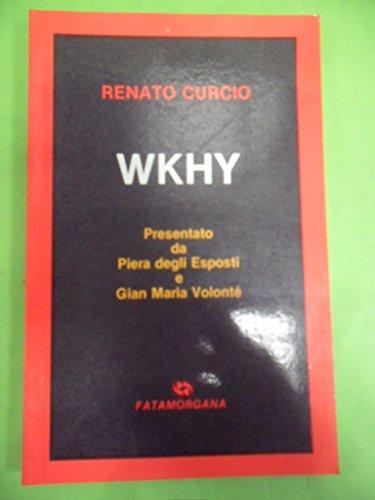 RENATO CURCIO
WKHY
Presentato
da
Piera degli Esposti
e
Gian Maria Volonté
FATAMORGANA